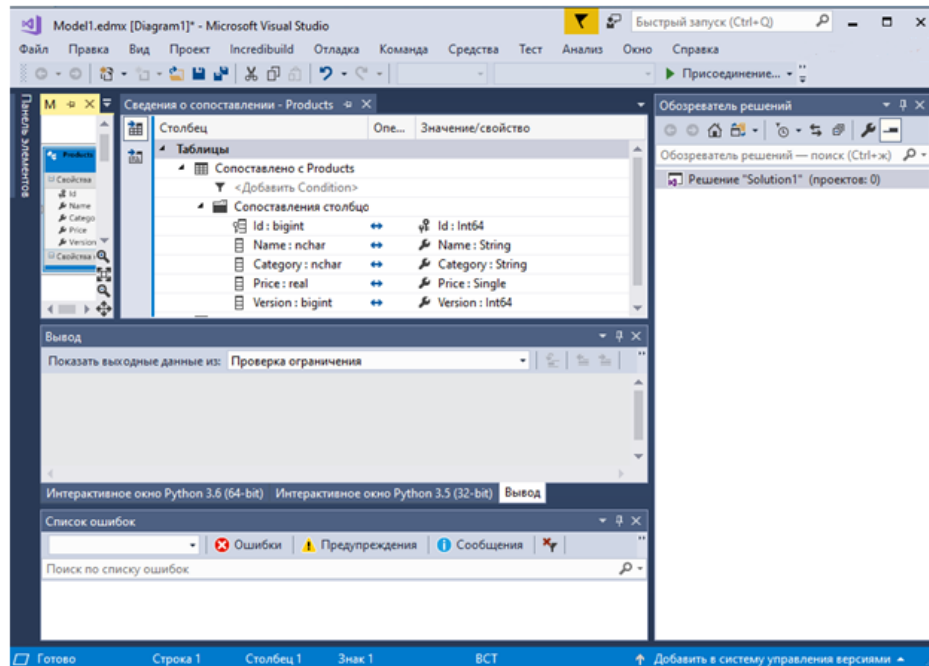 Model1.edmx [Diagram1]* - Microsoft Visual Studio
Быстрый запуск (Ctrl+Q)
Файл Правка Вид Проект Incredibuild Отладка Команда Средства Тест Анализ Окно Справка
Присоединение...
Панель элементов
M
Products
Свойства
Id
Name
Catego
Price
Version
Свойства
Сведения о сопоставлении - Products
Столбец Опе... Значение/свойство
Таблицы
Сопоставлено с Products
<Добавить Condition>
Сопоставления столбцо
Id : bigint Id : Int64
Name : nchar Name : String
Category : nchar Category : String
Price : real Price : Single
Version : bigint Version : Int64
Вывод
Показать выходные данные из: Проверка ограничения
Интерактивное окно Python 3.6 (64-bit) Интерактивное окно Python 3.5 (32-bit) Вывод
Список ошибок
Ошибки Предупреждения Сообщения
Поиск по списку ошибок
Обозреватель решений
Обозреватель решений — поиск (Ctrl+ж)
Решение "Solution1" (проектов: 0)
Готово Строка 1 Столбец 1 Знак 1 ВСТ Добавить в систему управления версиями